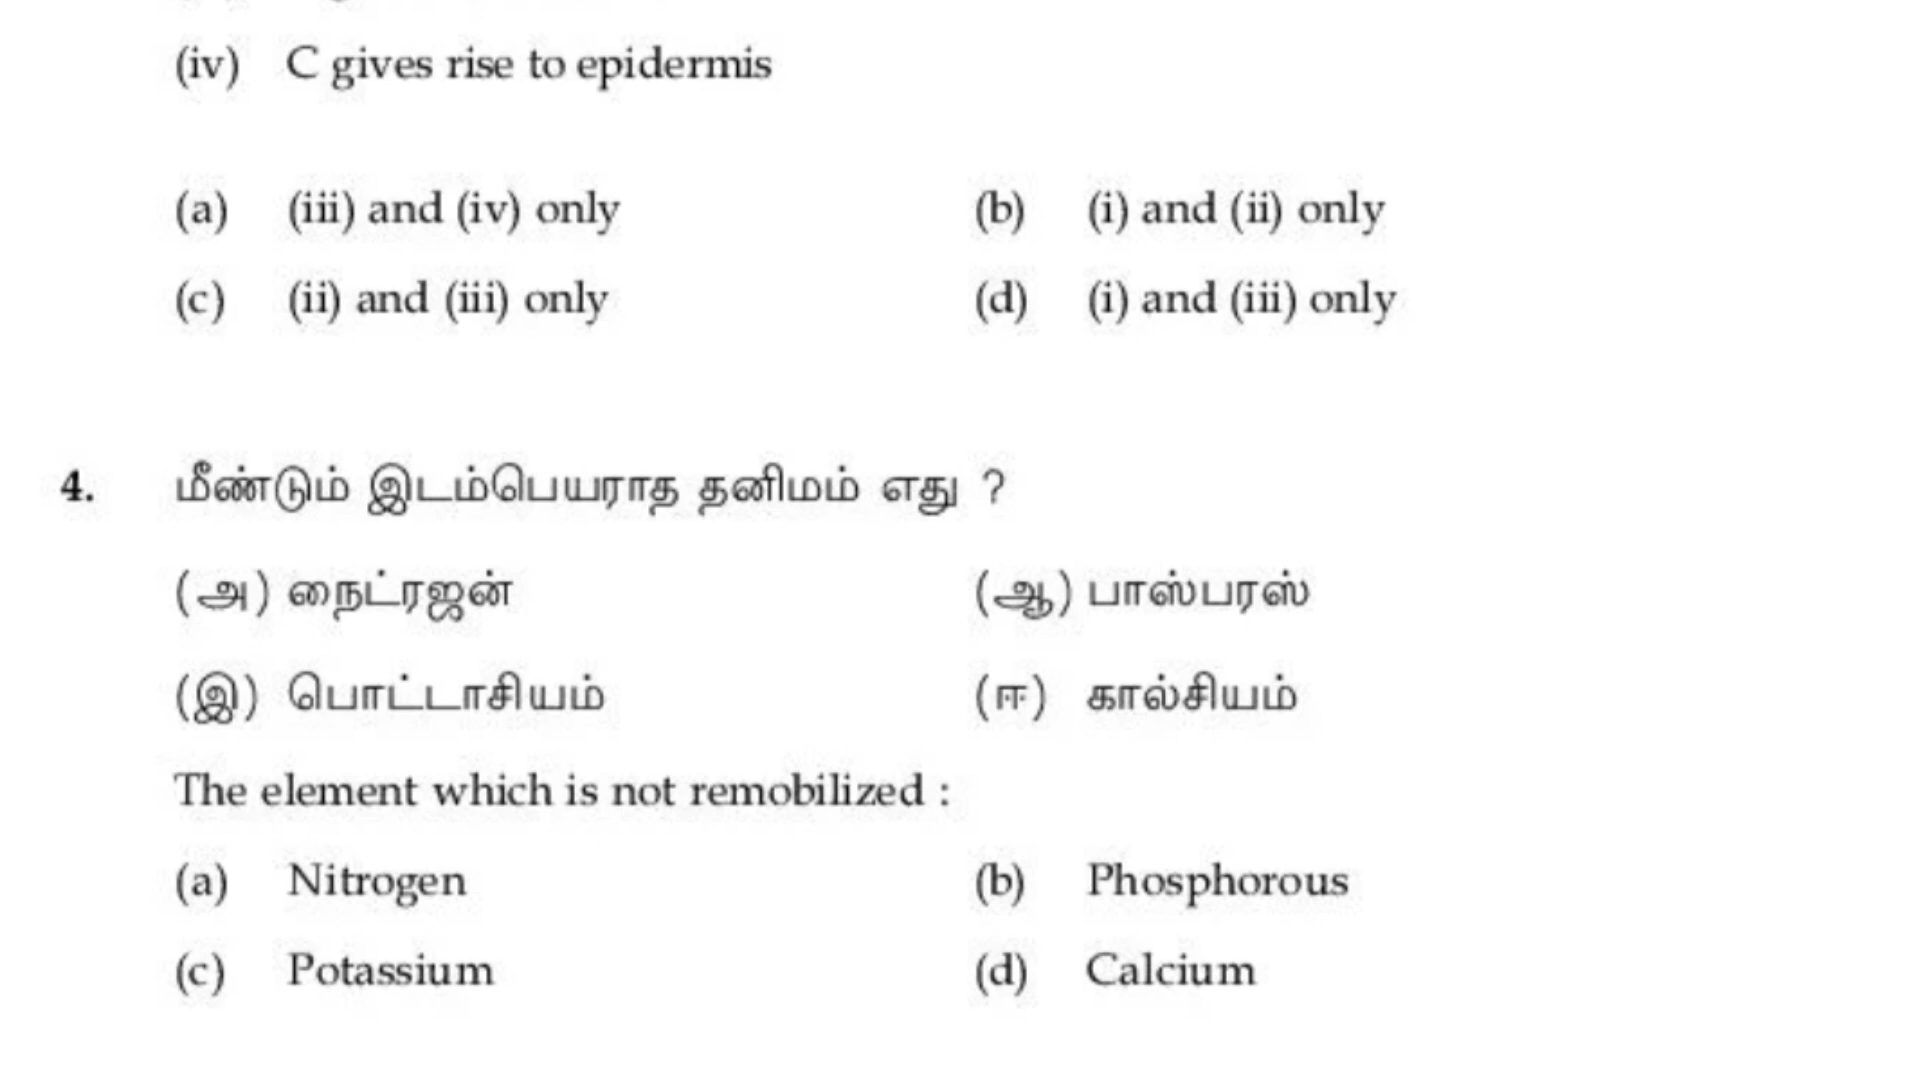 (iv) C gives rise to epidermis
(a) (iii) and (iv) only (b) (i) and (ii) only
(c) (ii) and (iii) only (d) (i) and (iii) only
4. மீண்டும் இடம்பெயராத தனிமம் எது ?
(அ) நைட்ரஜன் (ஆ) பாஸ்பரஸ்
(இ) பொட்டாசியம் (ஈ) கால்சியம்
The element which is not remobilized :
(a) Nitrogen (b) Phosphorous
(c) Potassium (d) Calcium